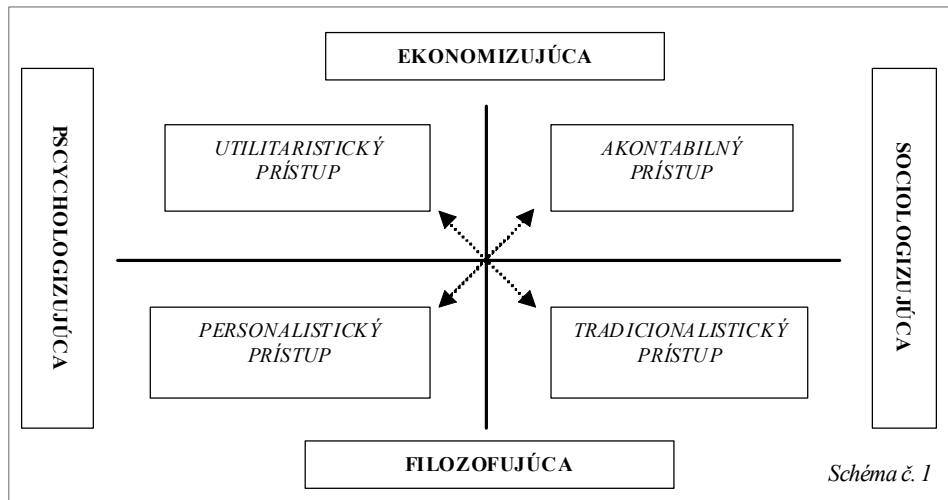 EKONOMIZUJÚCA
PSCYCHOLOGIZUJÚCA
UTILITARISTICKÝ
PRÍSTUP
AKONTABILNÝ
PRÍSTUP
SOCIOLOGIZUJÚCA
PERSONALISTICKÝ
PRÍSTUP
TRADICIONALISTICKÝ
PRÍSTUP
FILOZOFUJÚCA
Schéma č. 1